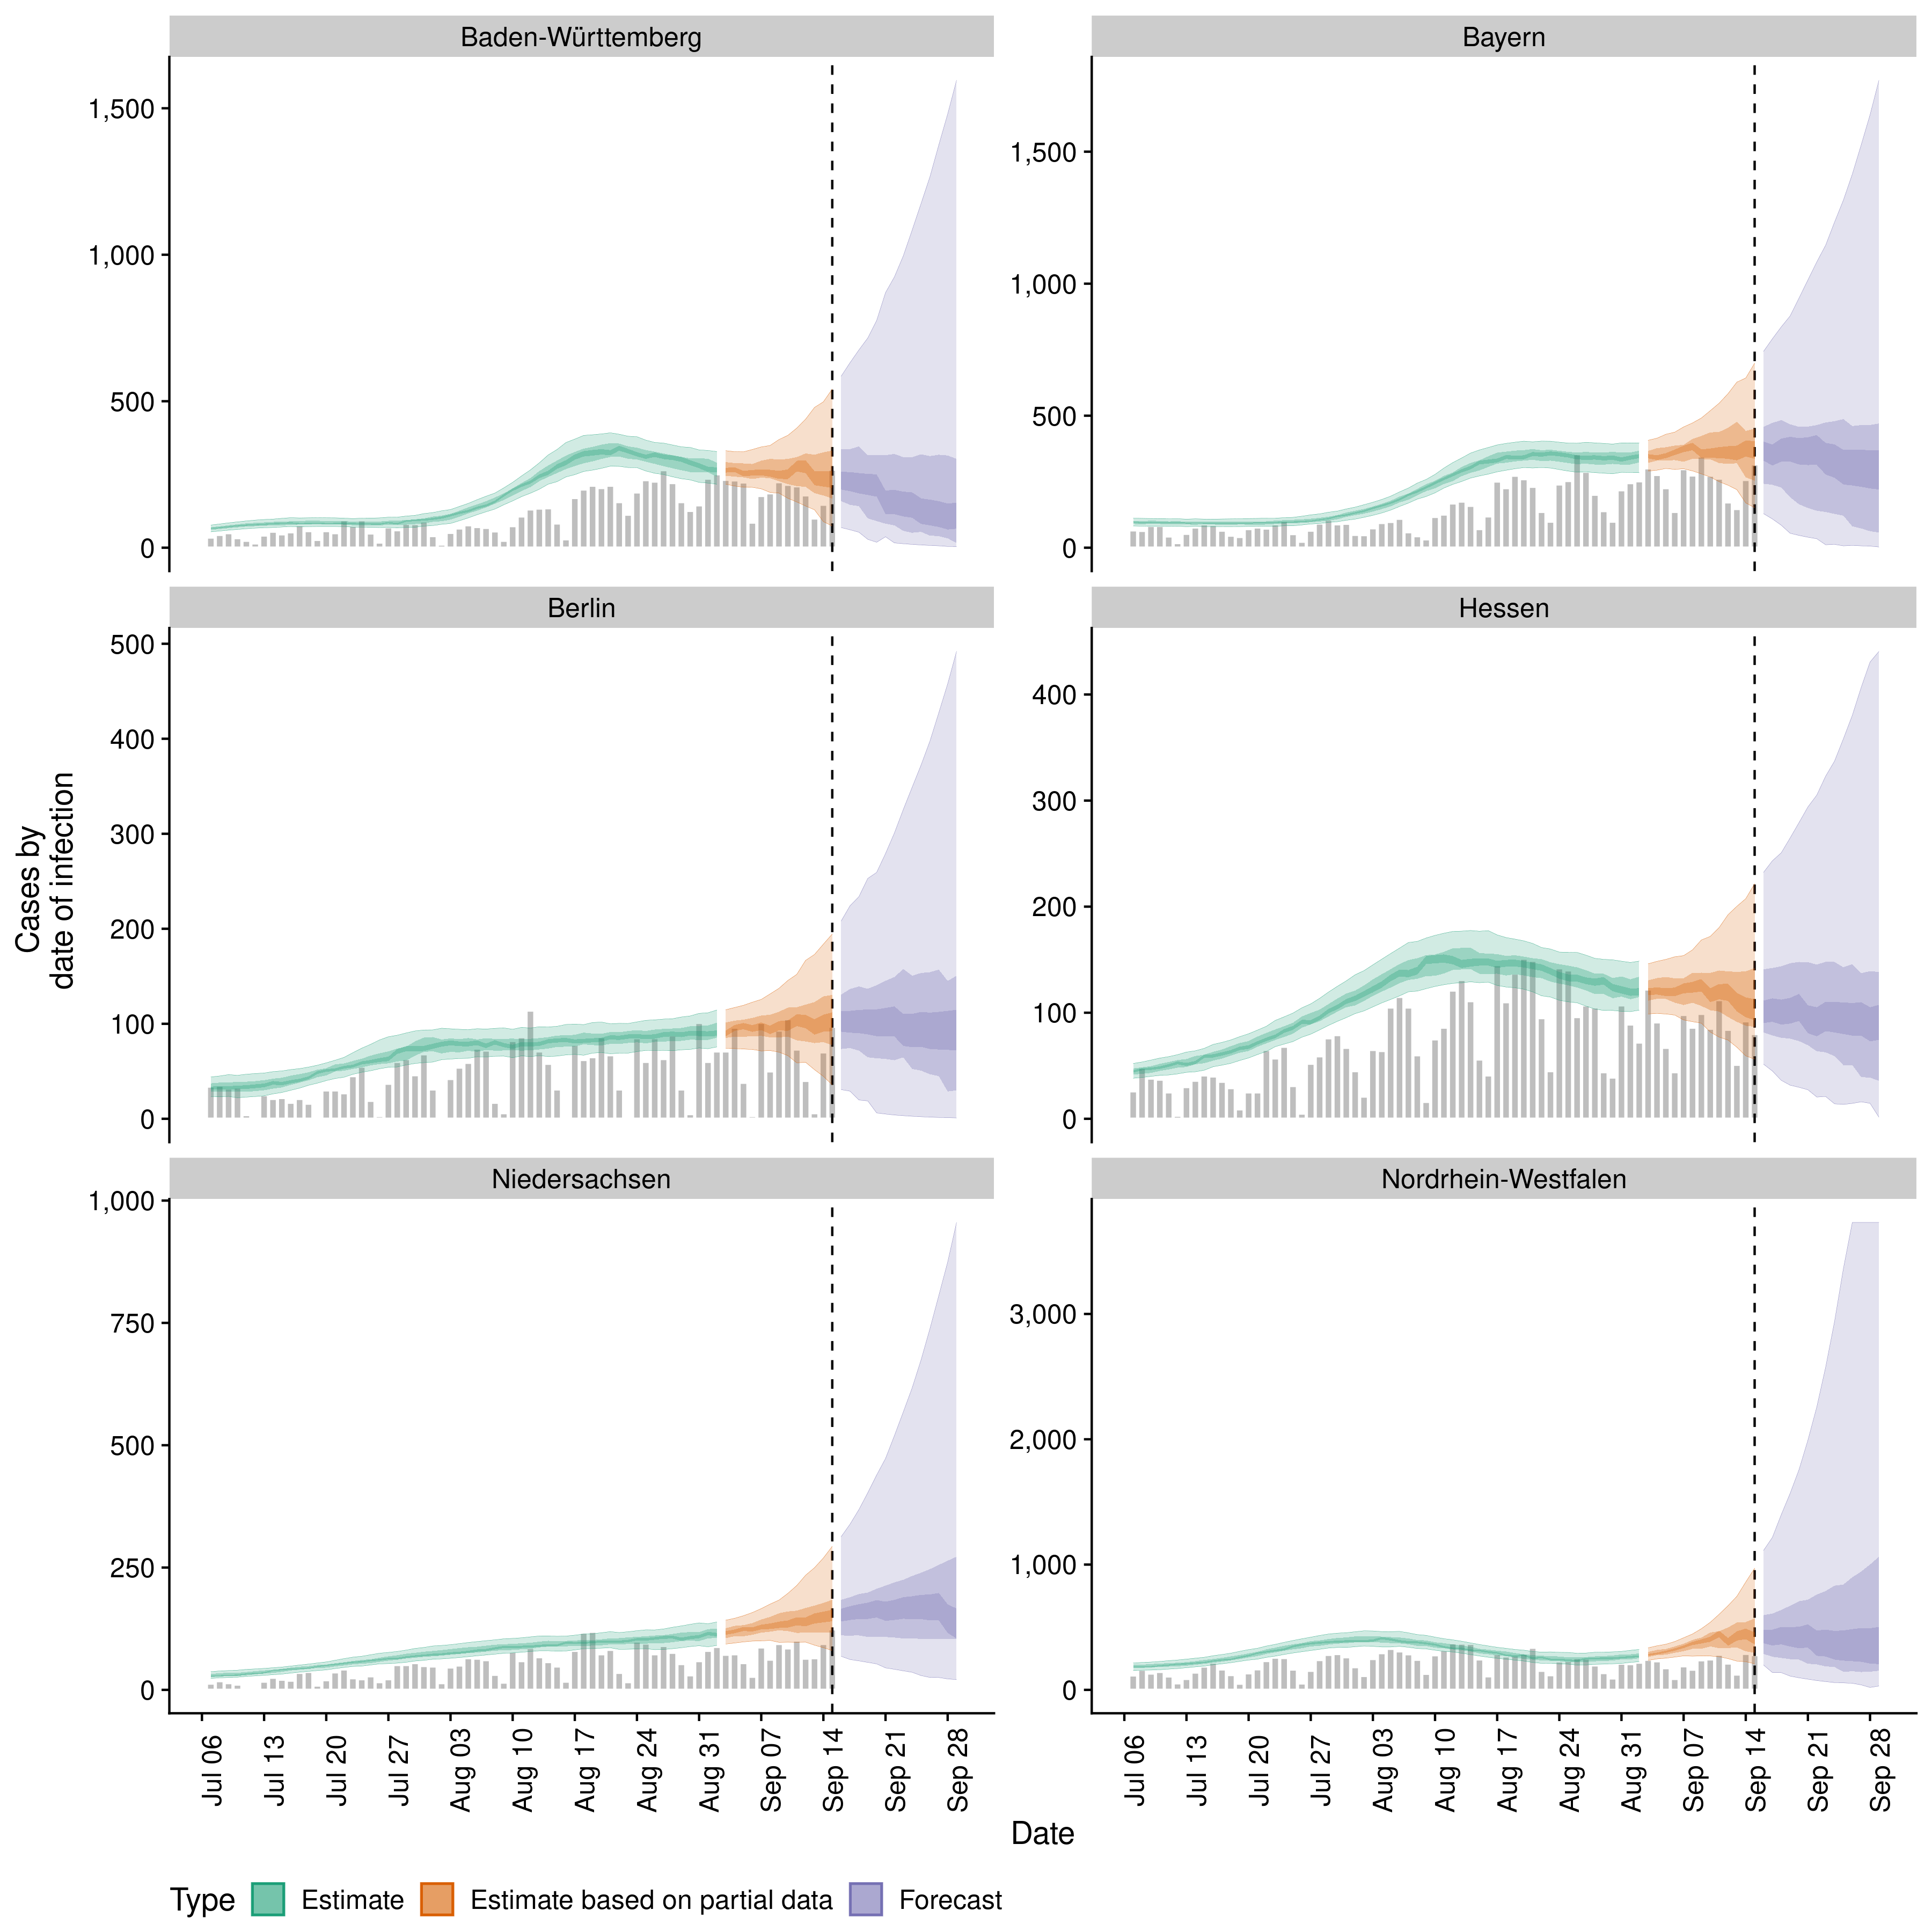 Baden-Württemberg
Bayern
1,500
1,000
500
0
1,500
1,000
500
0
Berlin
Hessen
500
400
300
200
100
0
400
300
200
100
0
Cases by
date of infection
Niedersachsen
Nordrhein-Westfalen
1,000
750
500
250
0
3,000
2,000
1,000
0
Jul 06
Jul 13
Jul 20
Jul 27
Aug 03
Aug 10
Aug 17
Aug 24
Aug 31
Sep 07
Sep 14
Sep 21
Sep 28
Jul 06
Jul 13
Jul 20
Jul 27
Aug 03
Aug 10
Aug 17
Aug 24
Aug 31
Sep 07
Sep 14
Sep 21
Sep 28
Date
Type Estimate Estimate based on partial data Forecast